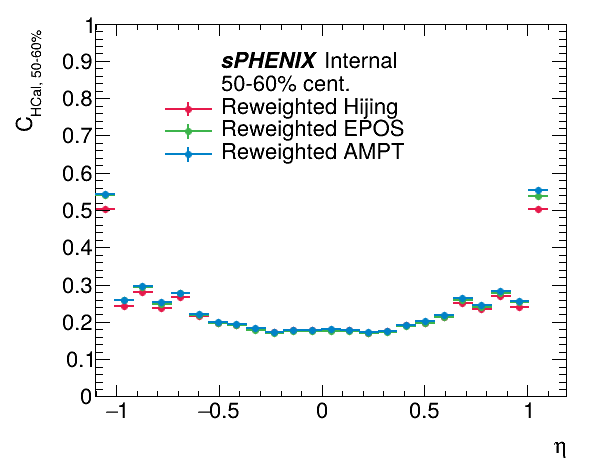 1
0.9
0.8
0.7
0.6
0.5
0.4
0.3
0.2
0.1
0
C_HCal, 50-60%
sPHENIX Internal
50-60% cent.
Reweighted Hijing
Reweighted EPOS
Reweighted AMPT
−1 −0.5 0 0.5 1
η